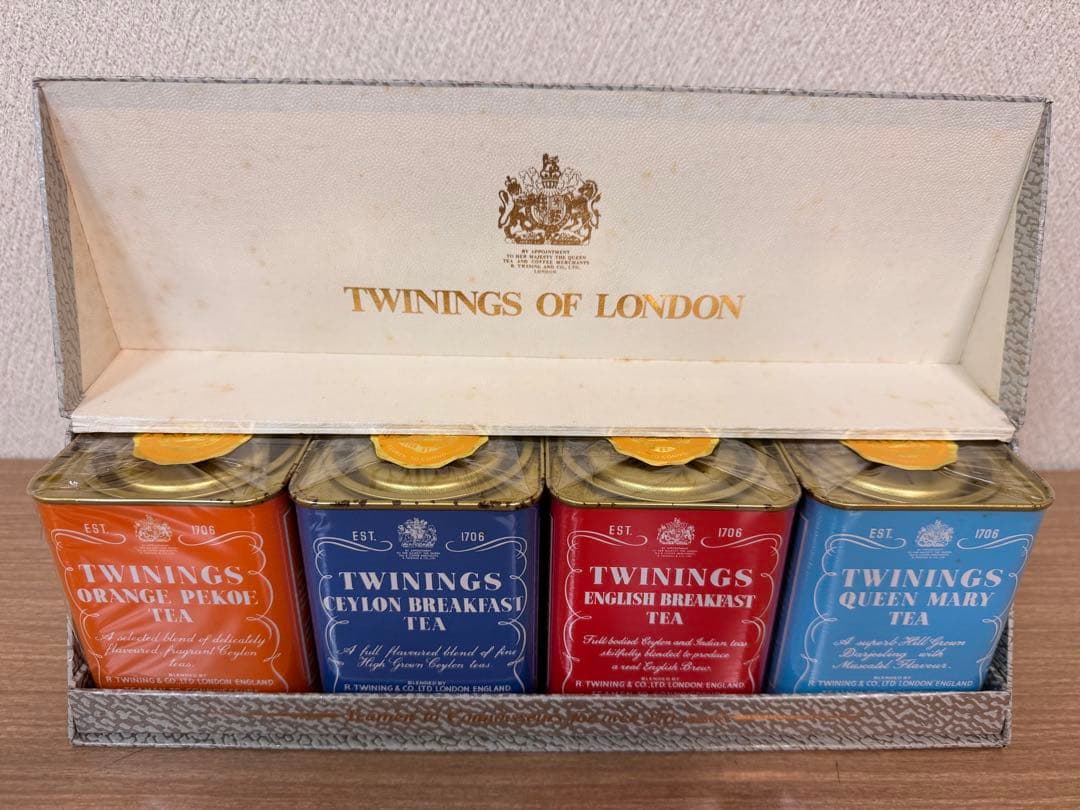 BY APPOINTMENT
TO HER MAJESTY THE QUEEN
TEA AND COFFEE MERCHANTS
R. TWINING AND CO., LTD.
LONDON
TWININGS OF LONDON
EST. 1706
TWININGS
ORANGE PEKOE
TEA
A selected blend of delicately
flavoured, fragrant Ceylon
teas.
BLENDED BY
R. TWINING & CO., LTD. LONDON, ENGLAND
EST. 1706
TWININGS
CEYLON BREAKFAST
TEA
A full flavoured blend of fine
High Grown Ceylon teas.
BLENDED BY
R. TWINING & CO., LTD. LONDON, ENGLAND
EST. 1706
TWININGS
ENGLISH BREAKFAST
TEA
Full bodied Ceylon and Indian teas
skilfully blended to produce
a real English Brew.
BLENDED BY
R. TWINING & CO., LTD. LONDON, ENGLAND
EST. 1706
TWININGS
QUEEN MARY
TEA
A superb Hill Grown
Darjeeling with
Muscatel Flavour.
BLENDED BY
R. TWINING & CO., LTD. LONDON, ENGLAND
Teamen to Connoisseurs for over